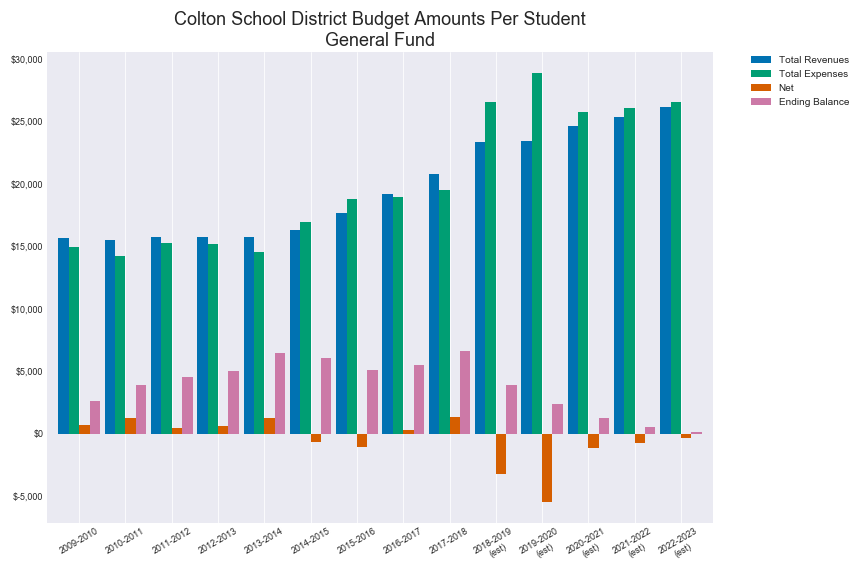 Colton School District Budget Amounts Per Student
General Fund
Total Revenues
Total Expenses
Net
Ending Balance
$30,000
$25,000
$20,000
$15,000
$10,000
$5,000
$0
$-5,000
2009-2010
2010-2011
2011-2012
2012-2013
2013-2014
2014-2015
2015-2016
2016-2017
2017-2018
2018-2019
(est)
2019-2020
(est)
2020-2021
(est)
2021-2022
(est)
2022-2023
(est)